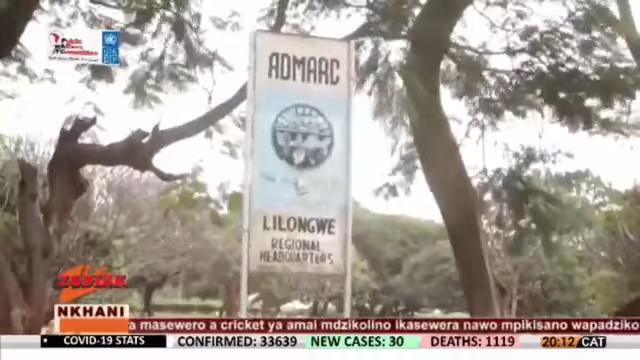 ADMARC
LILONGWE
REGIONAL
HEADQUARTERS
ZODIAK
NKHANI
a masewero a cricket ya amai mdzikolino ikasewera nawo mpikisano wapadziko
COVID-19 STATS CONFIRMED: 33639 NEW CASES: 30 DEATHS: 1119 20:12 CAT